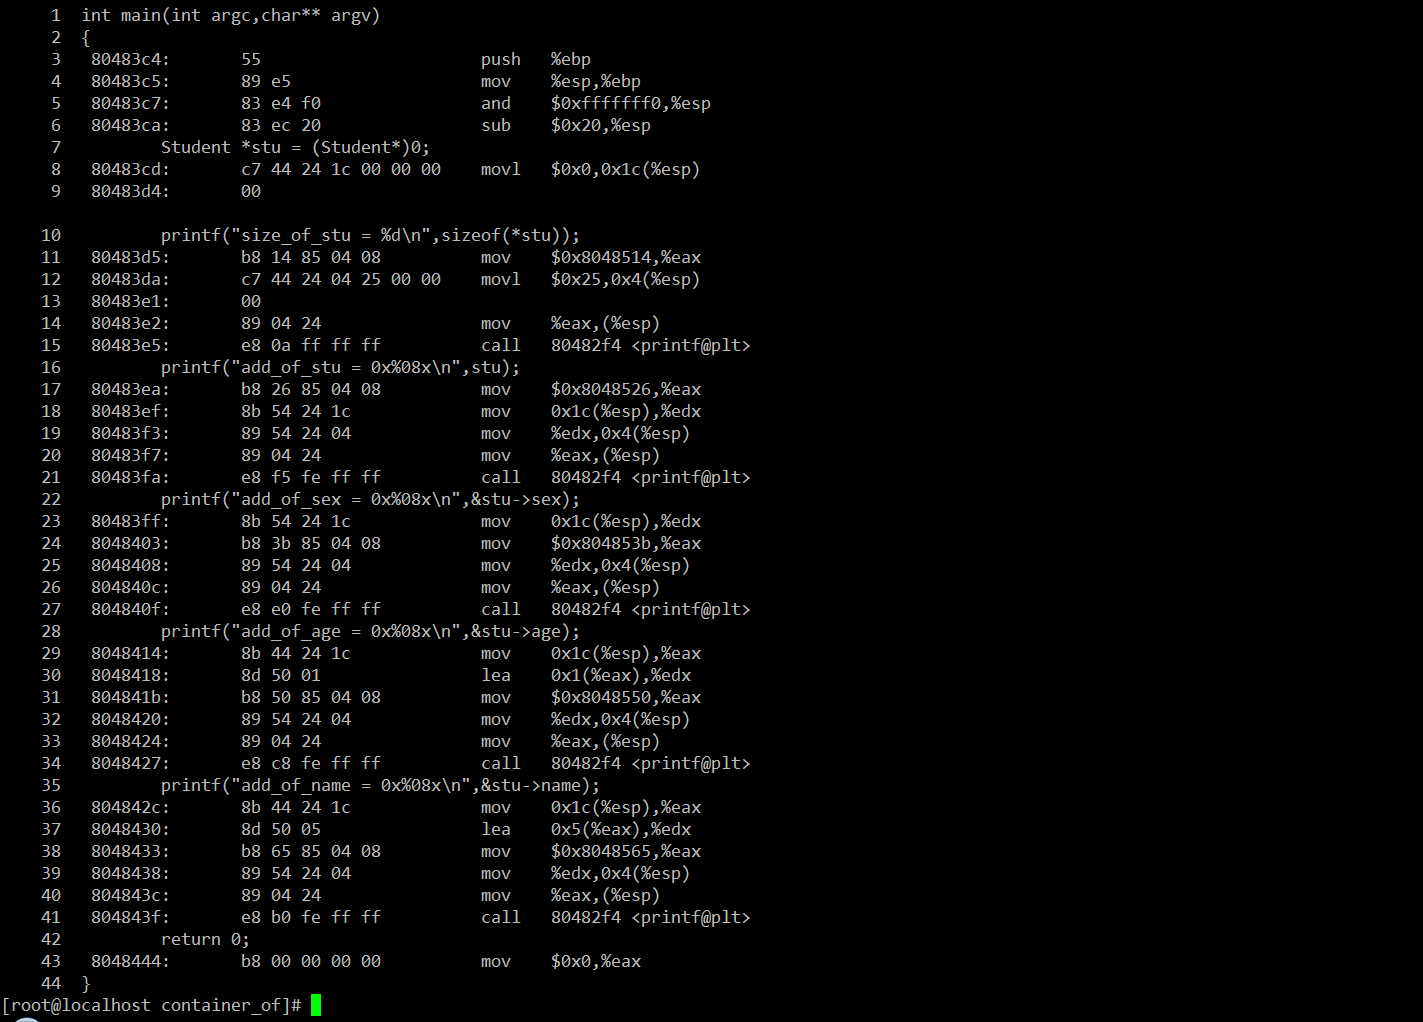 1 int main(int argc,char** argv)
2 {
3 80483c4: 55 push %ebp
4 80483c5: 89 e5 mov %esp,%ebp
5 80483c7: 83 e4 f0 and $0xfffffff0,%esp
6 80483ca: 83 ec 20 sub $0x20,%esp
7 Student *stu = (Student*)0;
8 80483cd: c7 44 24 1c 00 00 00 movl $0x0,0x1c(%esp)
9 80483d4: 00
10 printf("size_of_stu = %d\n",sizeof(*stu));
11 80483d5: b8 14 85 04 08 mov $0x8048514,%eax
12 80483da: c7 44 24 04 25 00 00 movl $0x25,0x4(%esp)
13 80483e1: 00
14 80483e2: 89 04 24 mov %eax,(%esp)
15 80483e5: e8 0a ff ff ff call 80482f4 <printf@plt>
16 printf("add_of_stu = 0x%08x\n",stu);
17 80483ea: b8 26 85 04 08 mov $0x8048526,%eax
18 80483ef: 8b 54 24 1c mov 0x1c(%esp),%edx
19 80483f3: 89 54 24 04 mov %edx,0x4(%esp)
20 80483f7: 89 04 24 mov %eax,(%esp)
21 80483fa: e8 f5 fe ff ff call 80482f4 <printf@plt>
22 printf("add_of_sex = 0x%08x\n",&stu->sex);
23 80483ff: 8b 54 24 1c mov 0x1c(%esp),%edx
24 8048403: b8 3b 85 04 08 mov $0x804853b,%eax
25 8048408: 89 54 24 04 mov %edx,0x4(%esp)
26 804840c: 89 04 24 mov %eax,(%esp)
27 804840f: e8 e0 fe ff ff call 80482f4 <printf@plt>
28 printf("add_of_age = 0x%08x\n",&stu->age);
29 8048414: 8b 44 24 1c mov 0x1c(%esp),%eax
30 8048418: 8d 50 01 lea 0x1(%eax),%edx
31 804841b: b8 50 85 04 08 mov $0x8048550,%eax
32 8048420: 89 54 24 04 mov %edx,0x4(%esp)
33 8048424: 89 04 24 mov %eax,(%esp)
34 8048427: e8 c8 fe ff ff call 80482f4 <printf@plt>
35 printf("add_of_name = 0x%08x\n",&stu->name);
36 804842c: 8b 44 24 1c mov 0x1c(%esp),%eax
37 8048430: 8d 50 05 lea 0x5(%eax),%edx
38 8048433: b8 65 85 04 08 mov $0x8048565,%eax
39 8048438: 89 54 24 04 mov %edx,0x4(%esp)
40 804843c: 89 04 24 mov %eax,(%esp)
41 804843f: e8 b0 fe ff ff call 80482f4 <printf@plt>
42 return 0;
43 8048444: b8 00 00 00 00 mov $0x0,%eax
44 }
[root@localhost container_of]#